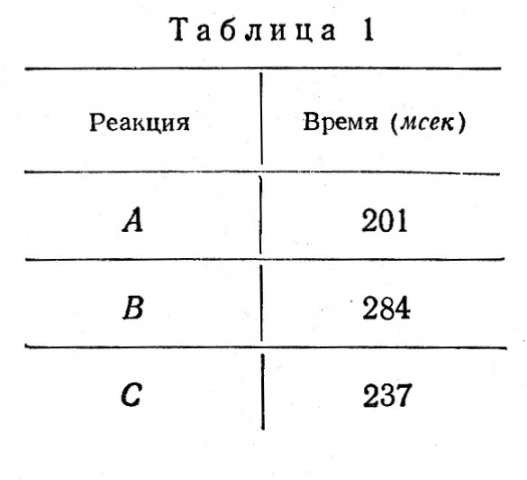 Таблица 1
Реакция Время (мсек)
A 201
B 284
C 237